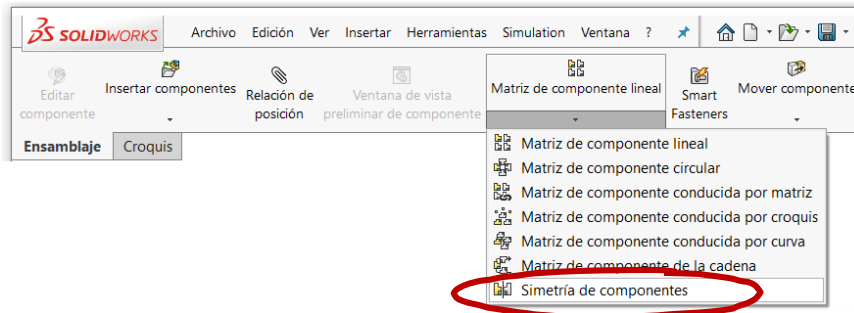 SOLIDWORKS Archivo Edición Ver Insertar Herramientas Simulation Ventana ?
Editar componente
Insertar componentes
Relación de posición
Ventana de vista preliminar de componente
Matriz de componente lineal
Smart Fasteners
Mover componente
Ensamblaje Croquis
Matriz de componente lineal
Matriz de componente circular
Matriz de componente conducida por matriz
Matriz de componente conducida por croquis
Matriz de componente conducida por curva
Matriz de componente de la cadena
Simetría de componentes